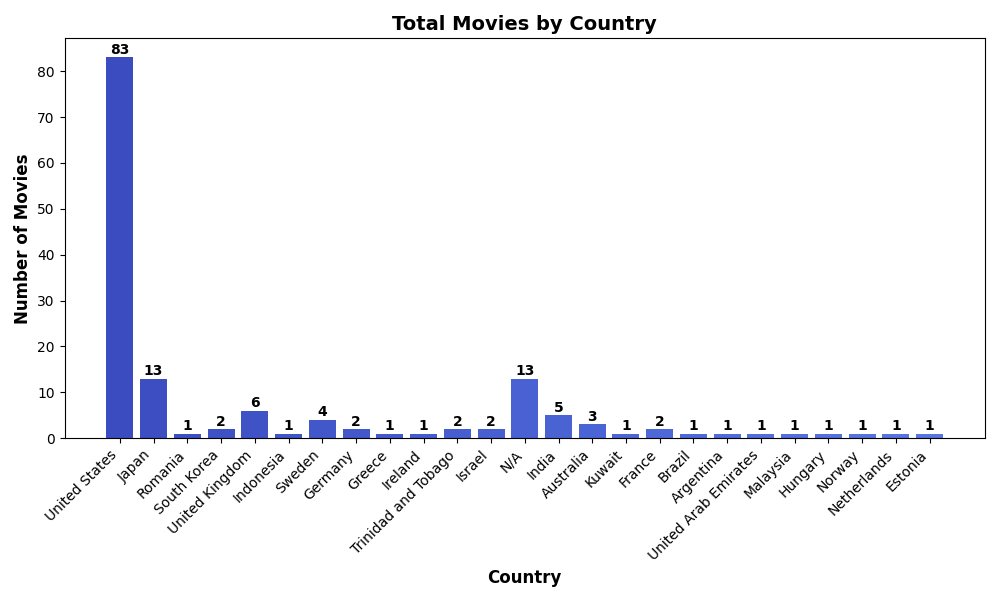 Total Movies by Country
Number of Movies
80
70
60
50
40
30
20
10
0
83
13
1
2
6
1
4
2
1
1
2
2
13
5
3
1
2
1
1
1
1
1
1
1
1
United States
Japan
Romania
South Korea
United Kingdom
Indonesia
Sweden
Germany
Greece
Ireland
Trinidad and Tobago
Israel
N/A
India
Australia
Kuwait
France
Brazil
Argentina
United Arab Emirates
Malaysia
Hungary
Norway
Netherlands
Estonia
Country